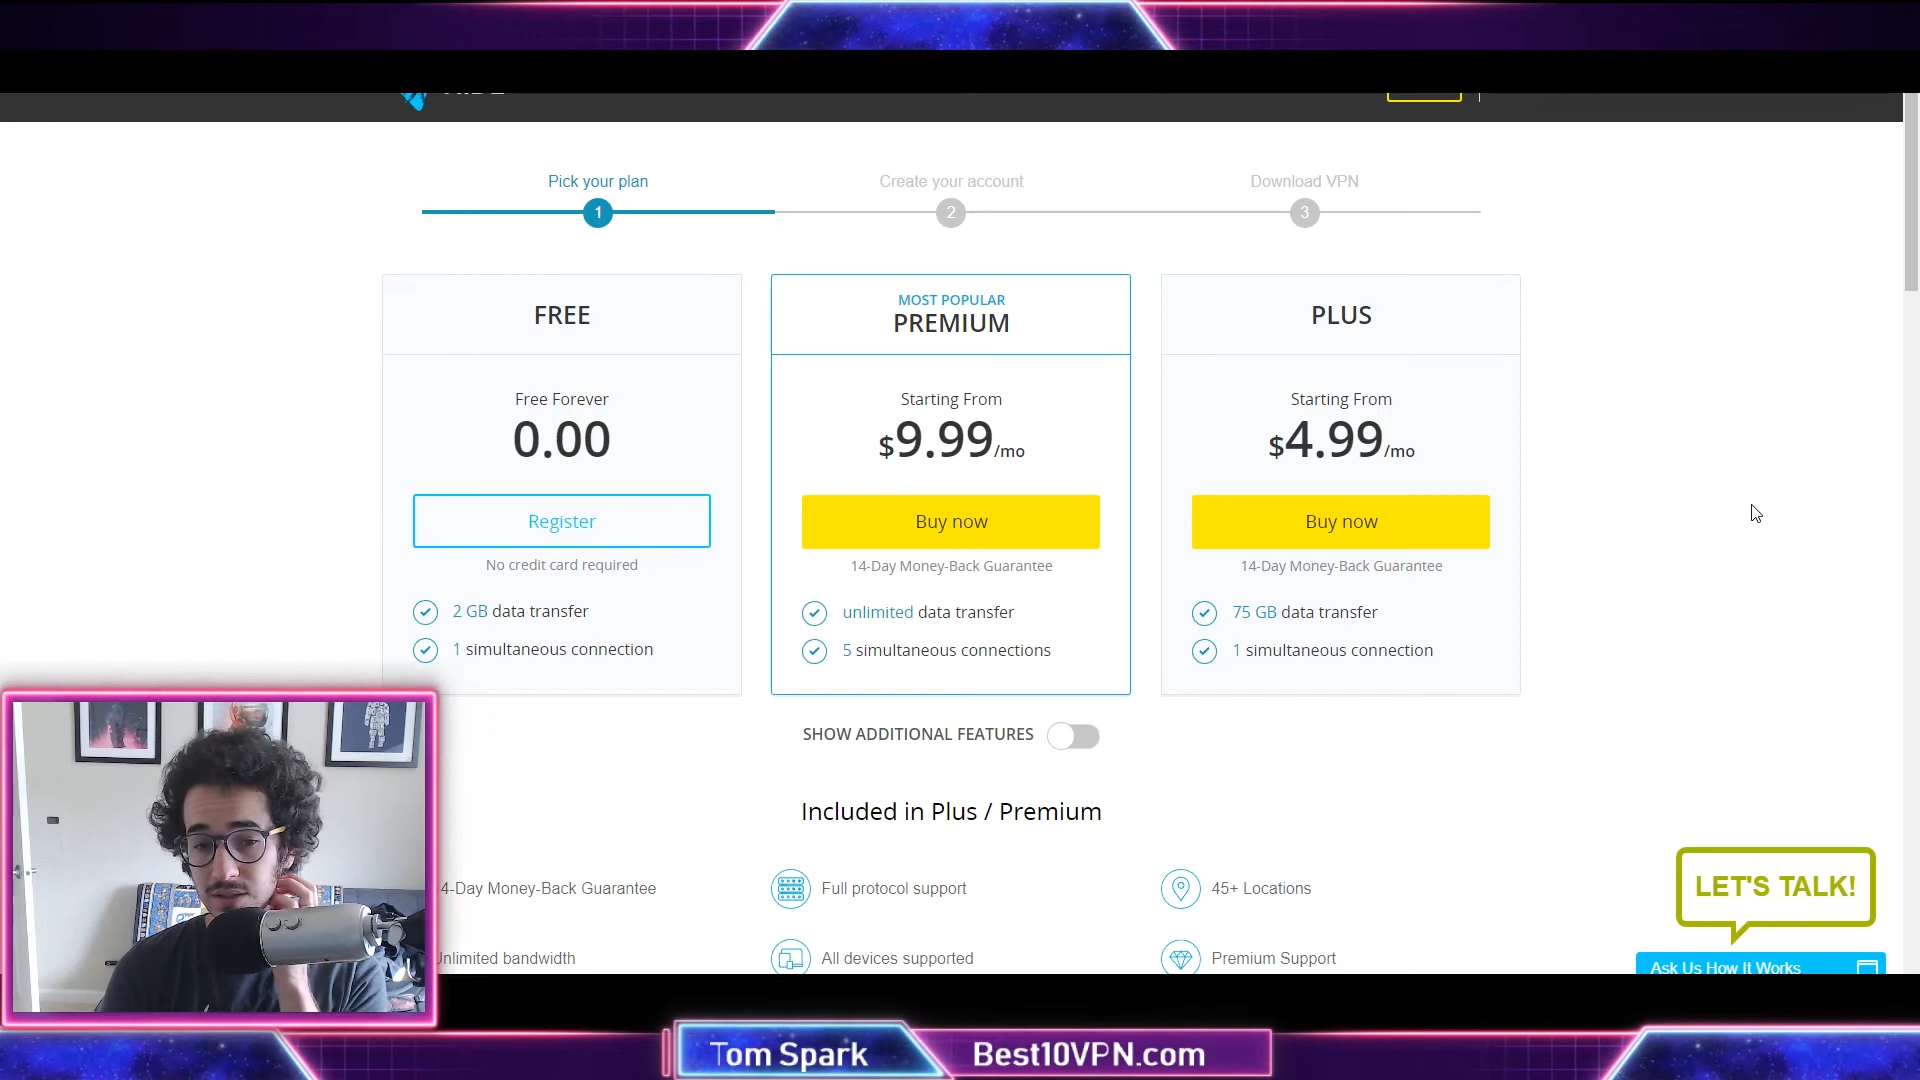 Pick your plan
Create your account
Download VPN
1
2
3
FREE
Free Forever
0.00
Register
No credit card required
2 GB data transfer
1 simultaneous connection
MOST POPULAR
PREMIUM
Starting From
$9.99/mo
Buy now
14-Day Money-Back Guarantee
unlimited data transfer
5 simultaneous connections
PLUS
Starting From
$4.99/mo
Buy now
14-Day Money-Back Guarantee
75 GB data transfer
1 simultaneous connection
SHOW ADDITIONAL FEATURES
Included in Plus / Premium
4-Day Money-Back Guarantee
Full protocol support
45+ Locations
nlimited bandwidth
All devices supported
Premium Support
LET'S TALK!
Ask Us How It Works
Tom Spark
Best10VPN.com